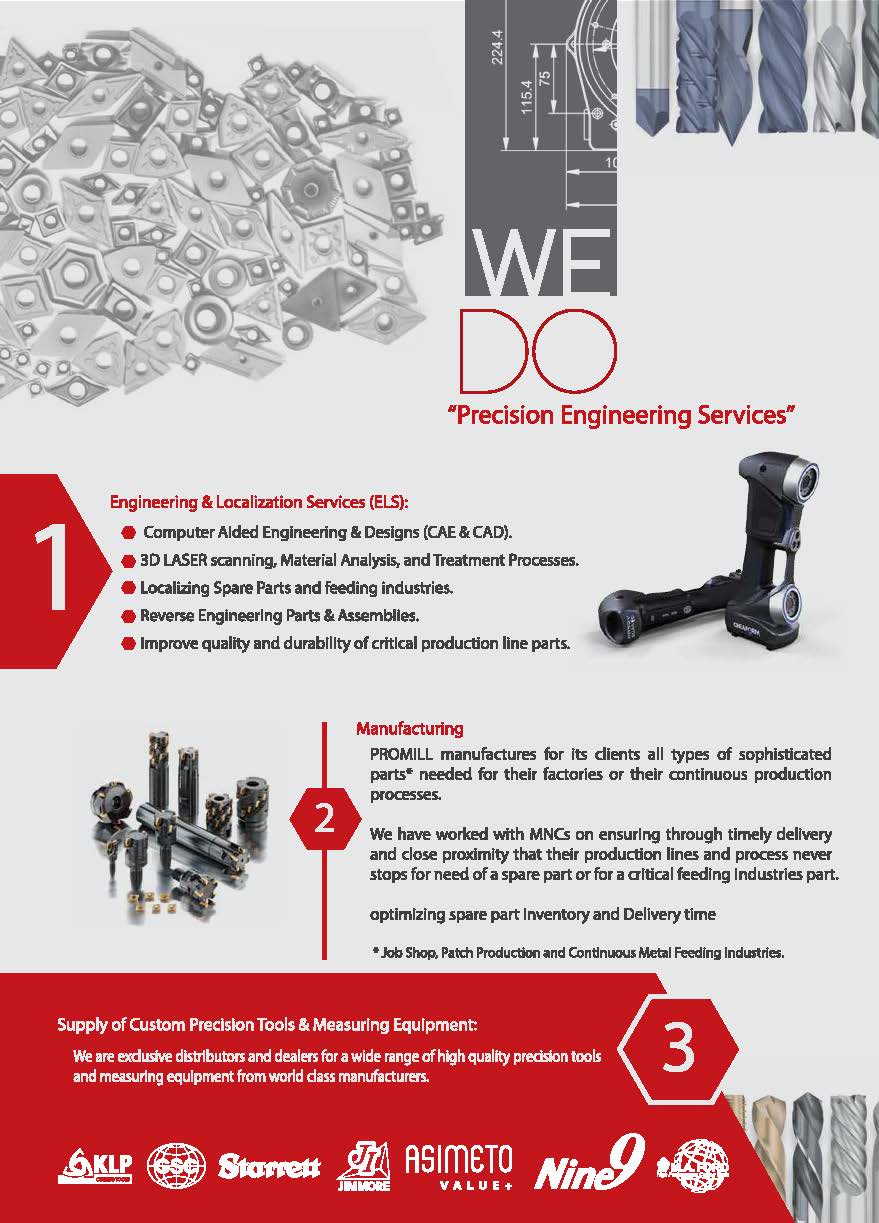 224.4
115.4
75
10
WE
DO
“Precision Engineering Services”
1
Engineering & Localization Services (ELS):
Computer Aided Engineering & Designs (CAE & CAD).
3D LASER scanning, Material Analysis, and Treatment Processes.
Localizing Spare Parts and feeding industries.
Reverse Engineering Parts & Assemblies.
Improve quality and durability of critical production line parts.
CREAFORM
2
Manufacturing
PROMILL manufactures for its clients all types of sophisticated
parts* needed for their factories or their continuous production
processes.
We have worked with MNCs on ensuring through timely delivery
and close proximity that their production lines and process never
stops for need of a spare part or for a critical feeding industries part.
optimizing spare part Inventory and Delivery time
* Job Shop, Patch Production and Continuous Metal Feeding Industries.
3
Supply of Custom Precision Tools & Measuring Equipment:
We are exclusive distributors and dealers for a wide range of high quality precision tools
and measuring equipment from world class manufacturers.
KLP
GSC
Starrett
JIMMORE
ASIMETO
VALUE+
Nine9
M.A. FORD